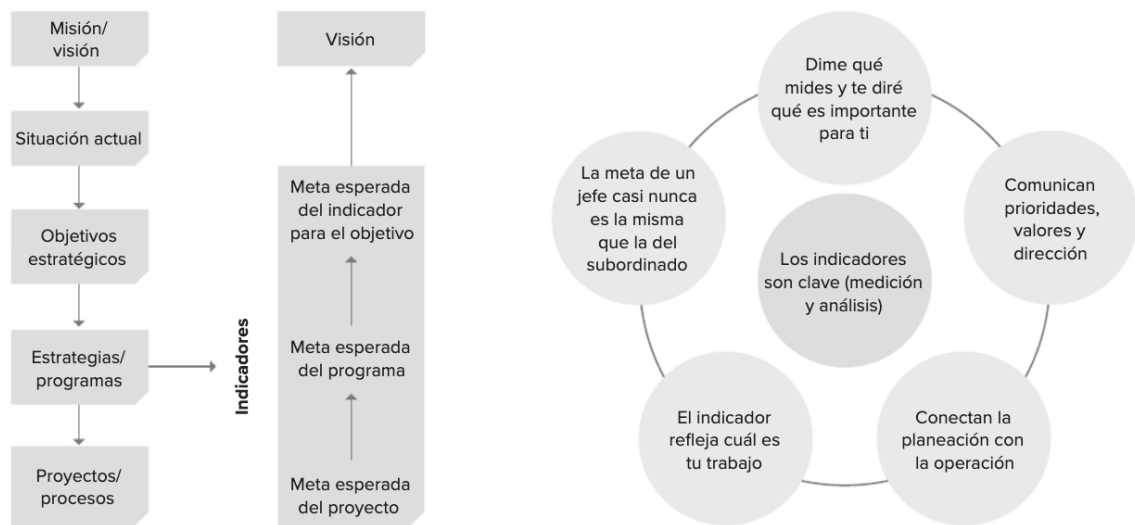 Misión/
visión
Situación actual
Objetivos
estratégicos
Estrategias/
programas
Proyectos/
procesos
Indicadores
Visión
Meta esperada
del indicador
para el objetivo
Meta esperada
del programa
Meta esperada
del proyecto
Dime qué
mides y te diré
qué es importante
para ti
Comunican
prioridades,
valores y
dirección
Conectan la
planeación con
la operación
El indicador
refleja cuál es
tu trabajo
La meta de un
jefe casi nunca
es la misma
que la del
subordinado
Los indicadores
son clave (medición
y análisis)